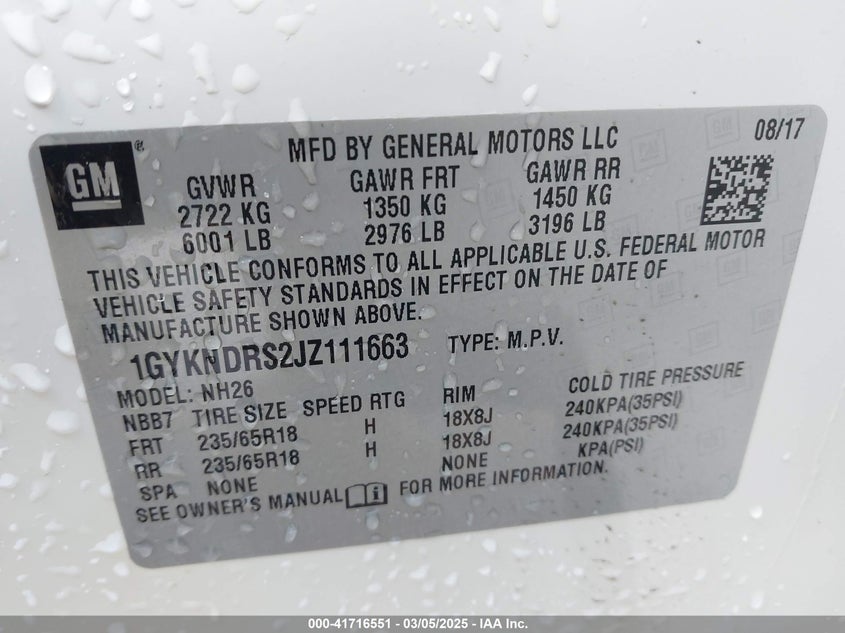 GM ®
MFD BY GENERAL MOTORS LLC
08/17
GVWR GAWR FRT GAWR RR
2722 KG 1350 KG 1450 KG
6001 LB 2976 LB 3196 LB
THIS VEHICLE CONFORMS TO ALL APPLICABLE U.S. FEDERAL MOTOR
VEHICLE SAFETY STANDARDS IN EFFECT ON THE DATE OF
MANUFACTURE SHOWN ABOVE.
1GYKNDRS2JZ111663 TYPE: M.P.V.
MODEL: NH26
NBB7 TIRE SIZE SPEED RTG RIM COLD TIRE PRESSURE
FRT 235/65R18 H 18X8J 240KPA(35PSI)
RR 235/65R18 H 18X8J 240KPA(35PSI)
SPA NONE NONE KPA(PSI)
SEE OWNER'S MANUAL i FOR MORE INFORMATION.
000-41716551 - 03/05/2025 - IAA Inc.